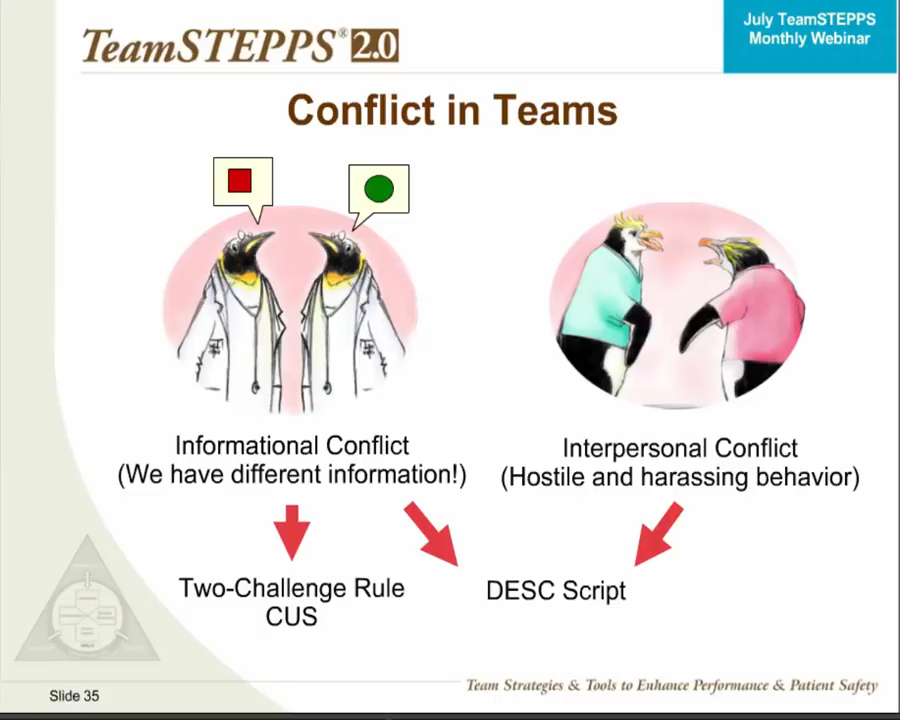 TeamSTEPPS® 2.0
July TeamSTEPPS
Monthly Webinar
Conflict in Teams
Informational Conflict
(We have different information!)
Interpersonal Conflict
(Hostile and harassing behavior)
Two-Challenge Rule
CUS
DESC Script
Slide 35
Team Strategies & Tools to Enhance Performance & Patient Safety